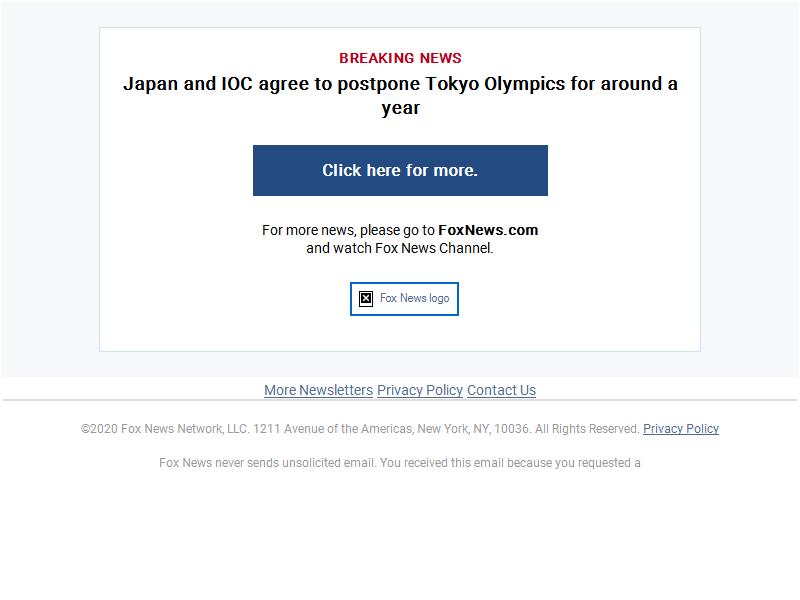 BREAKING NEWS
Japan and IOC agree to postpone Tokyo Olympics for around a
year
Click here for more.
For more news, please go to FoxNews.com
and watch Fox News Channel.
Fox News logo
More Newsletters Privacy Policy Contact Us
©2020 Fox News Network, LLC. 1211 Avenue of the Americas, New York, NY, 10036. All Rights Reserved. Privacy Policy
Fox News never sends unsolicited email. You received this email because you requested a